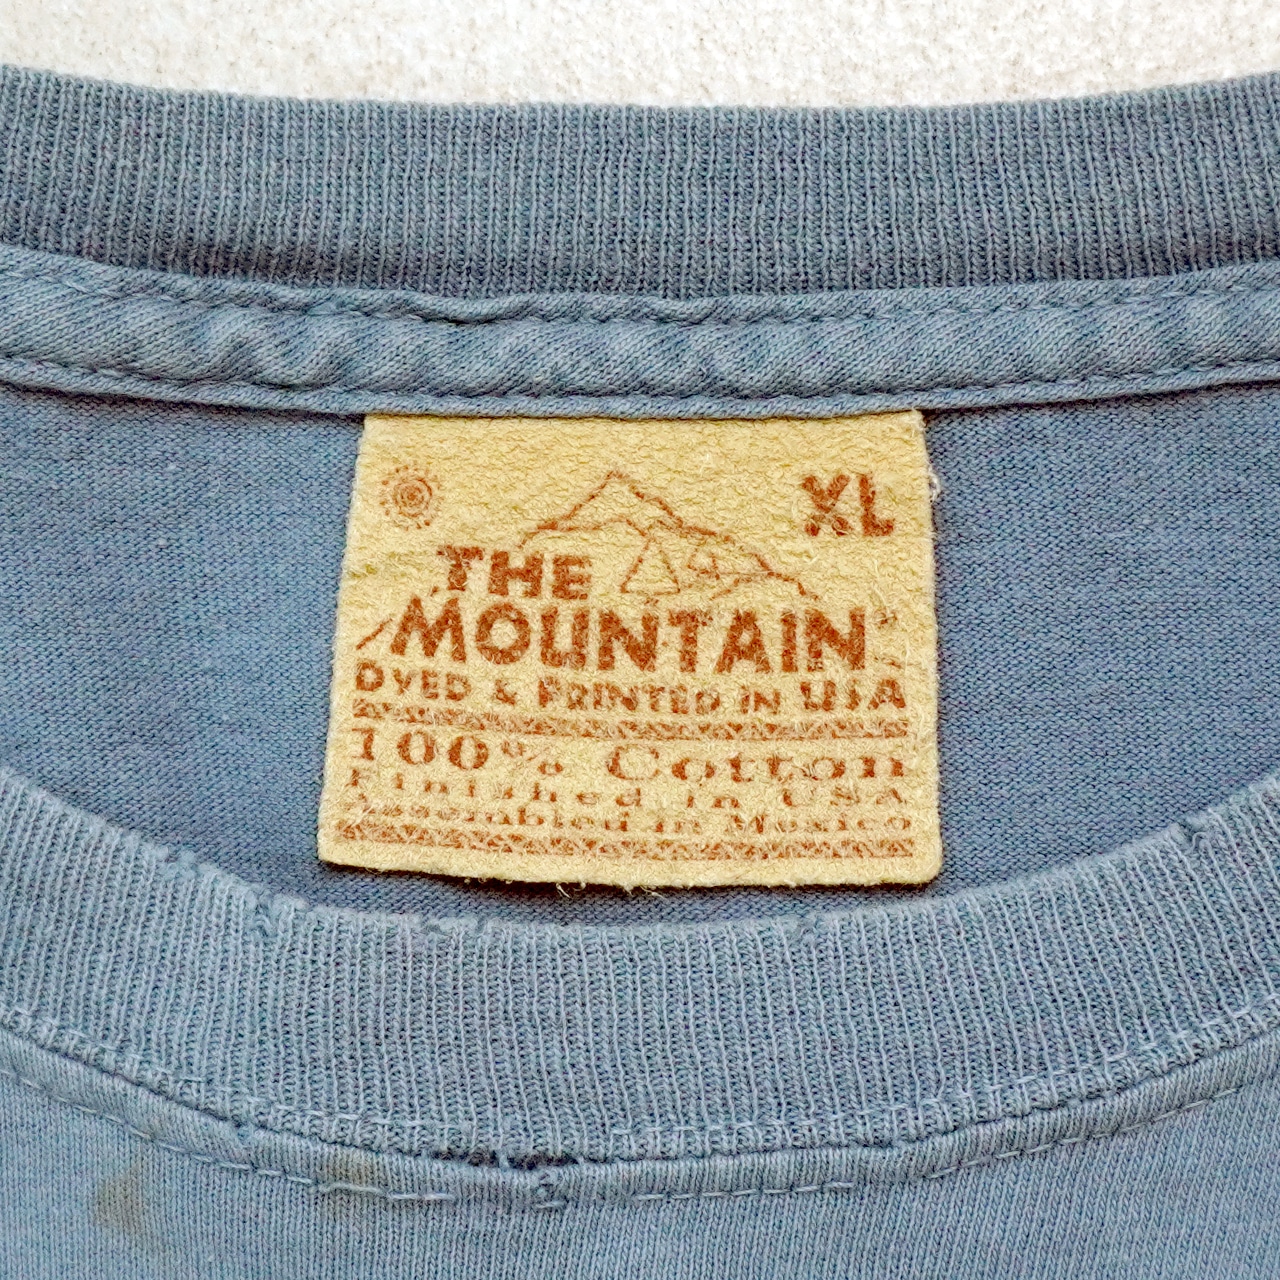 XL
THE
MOUNTAIN
DYED & PRINTED IN USA
100% Cotton
Finished in USA
Assembled in Mexico